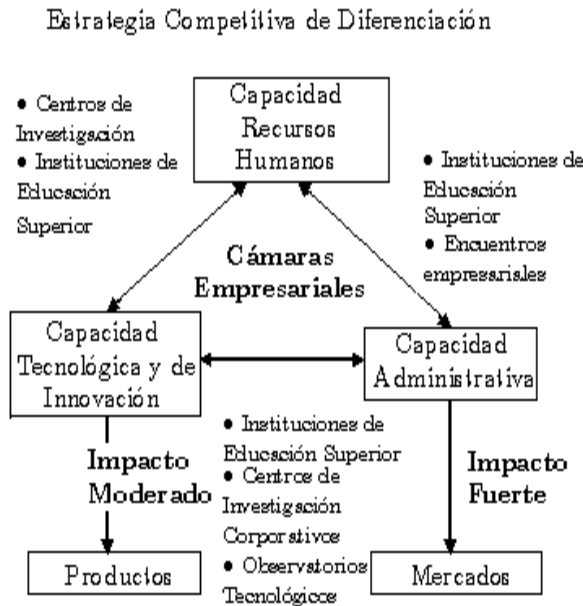 Estrategia Competitiva de Diferenciación
Capacidad
Recursos
Humanos
● Centros de
Investigación
● Instituciones de
Educación
Superior
● Instituciones de
Educación
Superior
● Encuentros
empresariales
Cámaras
Empresariales
Capacidad
Tecnológica y de
Innovación
Capacidad
Administrativa
Impacto
Moderado
● Instituciones de
Educación Superior
● Centros de
Investigación
Corporativos
● Observatorios
Tecnológicos
Impacto
Fuerte
Productos
Mercados